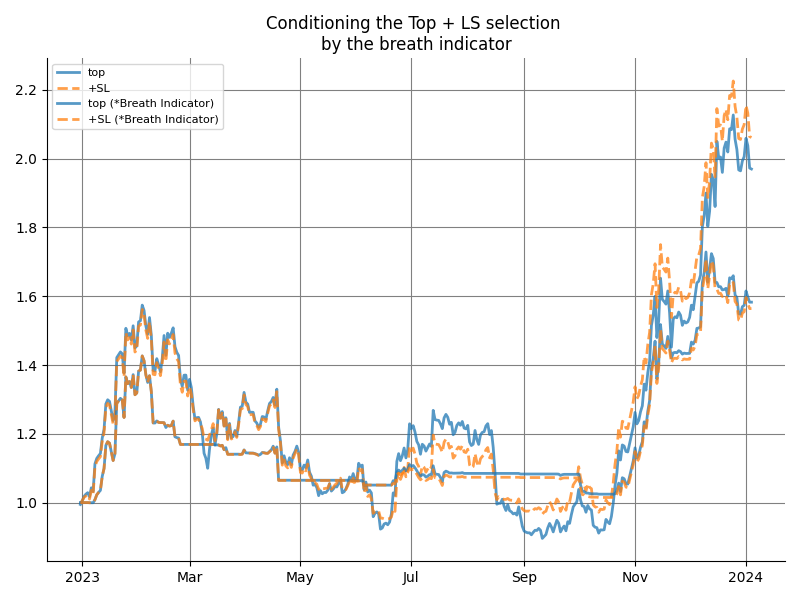 Conditioning the Top + LS selection
by the breath indicator
top
+SL
top (*Breath Indicator)
+SL (*Breath Indicator)
2.2
2.0
1.8
1.6
1.4
1.2
1.0
2023
Mar
May
Jul
Sep
Nov
2024